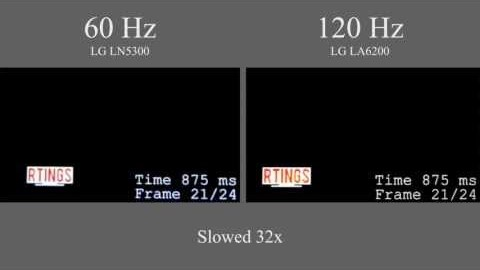 60 Hz
LG LN5300
120 Hz
LG LA6200
RTINGS
Time 875 ms
Frame 21/24
RTINGS
Time 875 ms
Frame 21/24
Slowed 32x